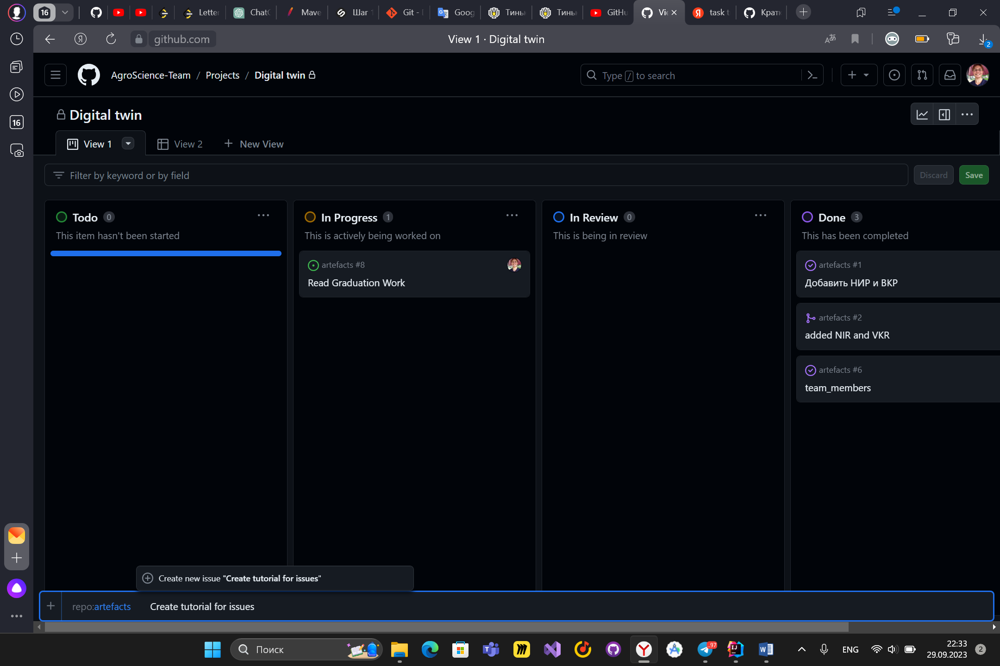 16
Letter
ChatG
Mave
Шаг 1
Git -
Goog
Тинь
Тинь
GitHu
Vie
task t
Кратк
github.com
View 1 · Digital twin
2
AgroScience-Team / Projects / Digital twin
Type / to search
16
Digital twin
View 1
View 2
New View
Filter by keyword or by field
Discard
Save
Todo 0
This item hasn't been started
In Progress 1
This is actively being worked on
artefacts #8
Read Graduation Work
In Review 0
This is being in review
Done 3
This has been completed
artefacts #1
Добавить НИР и ВКР
artefacts #2
added NIR and VKR
artefacts #6
team_members
Create new issue "Create tutorial for issues"
repo:artefacts Create tutorial for issues
Поиск
97
ENG
22:33
29.09.2023
2